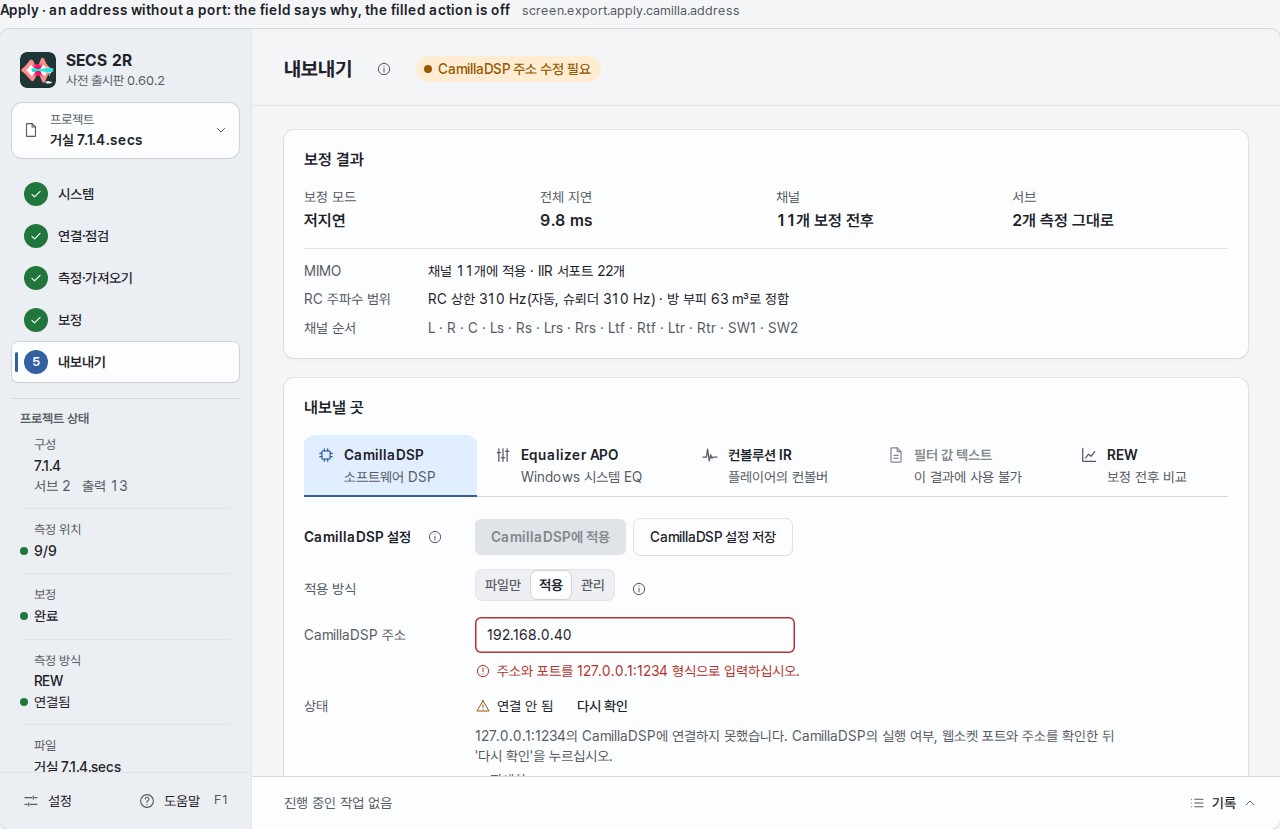 Apply · an address without a port: the field says why, the filled action is off screen.export.apply.camilla.address
SECS 2R
사전 출시판 0.60.2
프로젝트
거실 7.1.4.secs
시스템
연결·점검
측정·가져오기
보정
5 내보내기
프로젝트 상태
구성
7.1.4
서브 2 출력 13
측정 위치
9/9
보정
완료
측정 방식
REW
연결됨
파일
거실 7.1.4.secs
설정 도움말 F1
내보내기 CamillaDSP 주소 수정 필요
보정 결과
보정 모드 전체 지연 채널 서브
저지연 9.8 ms 11개 보정 전후 2개 측정 그대로
MIMO 채널 11개에 적용 · IIR 서포트 22개
RC 주파수 범위 RC 상한 310 Hz(자동, 슈뢰더 310 Hz) · 방 부피 63 m³로 정함
채널 순서 L · R · C · Ls · Rs · Lrs · Rrs · Ltf · Rtf · Ltr · Rtr · SW1 · SW2
내보낼 곳
CamillaDSP Equalizer APO 컨볼루션 IR 필터 값 텍스트 REW
소프트웨어 DSP Windows 시스템 EQ 플레이어의 컨볼버 이 결과에 사용 불가 보정 전후 비교
CamillaDSP 설정 CamillaDSP에 적용 CamillaDSP 설정 저장
적용 방식 파일만 적용 관리
CamillaDSP 주소 192.168.0.40
주소와 포트를 127.0.0.1:1234 형식으로 입력하십시오.
상태 연결 안 됨 다시 확인
127.0.0.1:1234의 CamillaDSP에 연결하지 못했습니다. CamillaDSP의 실행 여부, 웹소켓 포트와 주소를 확인한 뒤
'다시 확인'을 누르십시오.
진행 중인 작업 없음 기록